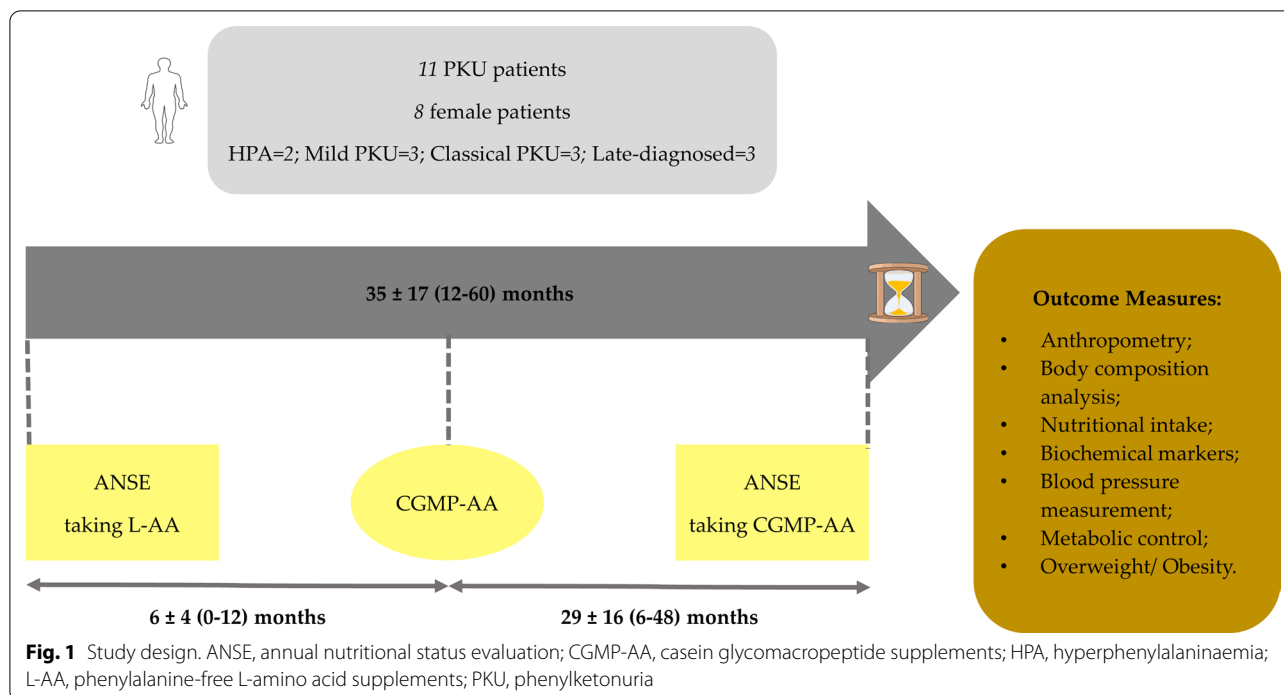 11 PKU patients
8 female patients
HPA=2; Mild PKU=3; Classical PKU=3; Late-diagnosed=3
35 ± 17 (12-60) months
ANSE
taking L-AA
CGMP-AA
ANSE
taking CGMP-AA
6 ± 4 (0-12) months
29 ± 16 (6-48) months
Outcome Measures:
• Anthropometry;
• Body composition
analysis;
• Nutritional intake;
• Biochemical markers;
• Blood pressure
measurement;
• Metabolic control;
• Overweight/ Obesity.
Fig. 1 Study design. ANSE, annual nutritional status evaluation; CGMP-AA, casein glycomacropeptide supplements; HPA, hyperphenylalaninaemia;
L-AA, phenylalanine-free L-amino acid supplements; PKU, phenylketonuria